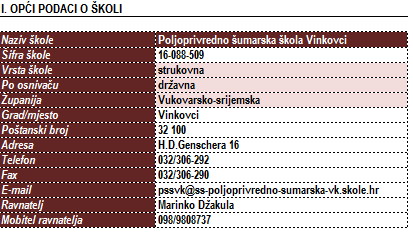 I. OPĆI PODACI O ŠKOLI
Naziv škole Poljoprivredno šumarska škola Vinkovci
Šifra škole 16-088-509
Vrsta škole strukovna
Po osnivaču državna
Županija Vukovarsko-srijemska
Grad/mjesto Vinkovci
Poštanski broj 32 100
Adresa H.D.Genschera 16
Telefon 032/306-292
Fax 032/306-290
E-mail pssvk@ss-poljoprivredno-sumarska-vk.skole.hr
Ravnatelj Marinko Džakula
Mobitel ravnatelja 098/9808737